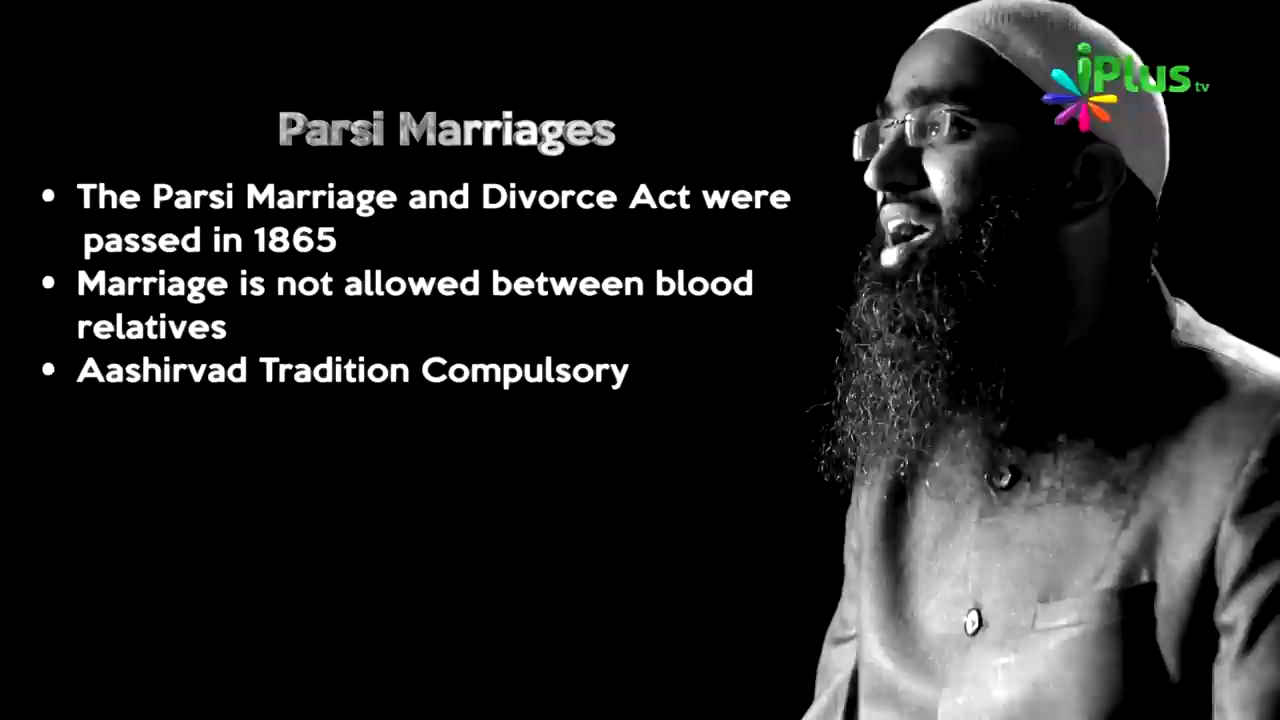 iPlus tv
Parsi Marriages
• The Parsi Marriage and Divorce Act were
passed in 1865
• Marriage is not allowed between blood
relatives
• Aashirvad Tradition Compulsory